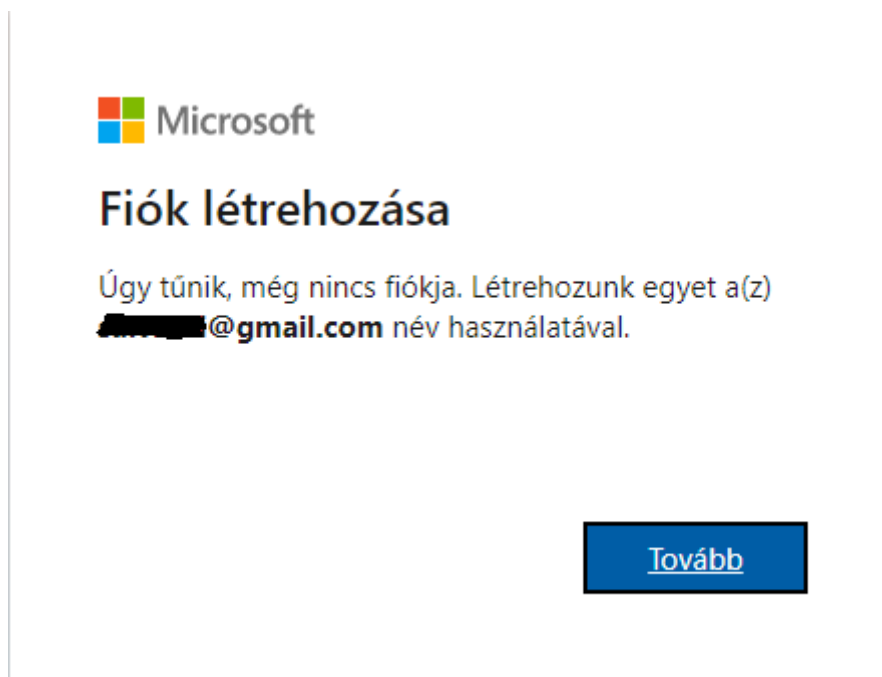 Microsoft
Fiók létrehozása
Úgy tűnik, még nincs fiókja. Létrehozunk egyet a(z)
@gmail.com név használatával.
Tovább